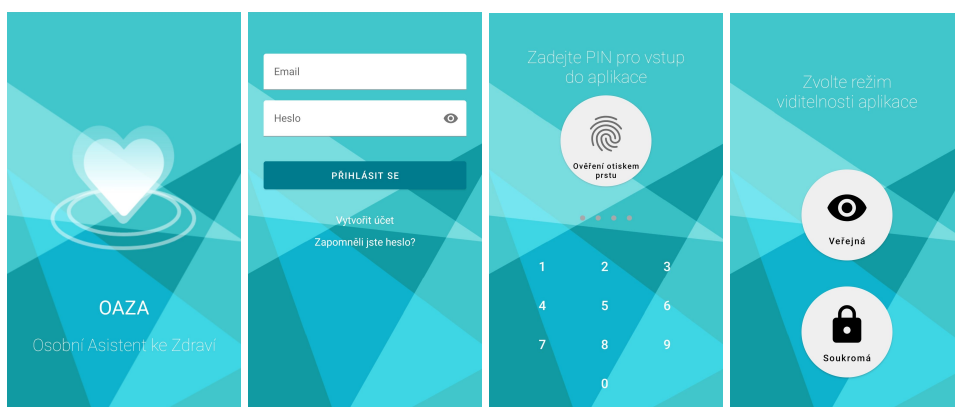 OAZA
Osobní Asistent ke Zdraví
Email
Heslo
PŘIHLÁSIT SE
Vytvořit účet
Zapomněli jste heslo?
Zadejte PIN pro vstup
do aplikace
Ověření otiskem
prstu
1 2 3
4 5 6
7 8 9
0
Zvolte režim
viditelnosti aplikace
Veřejná
Soukromá